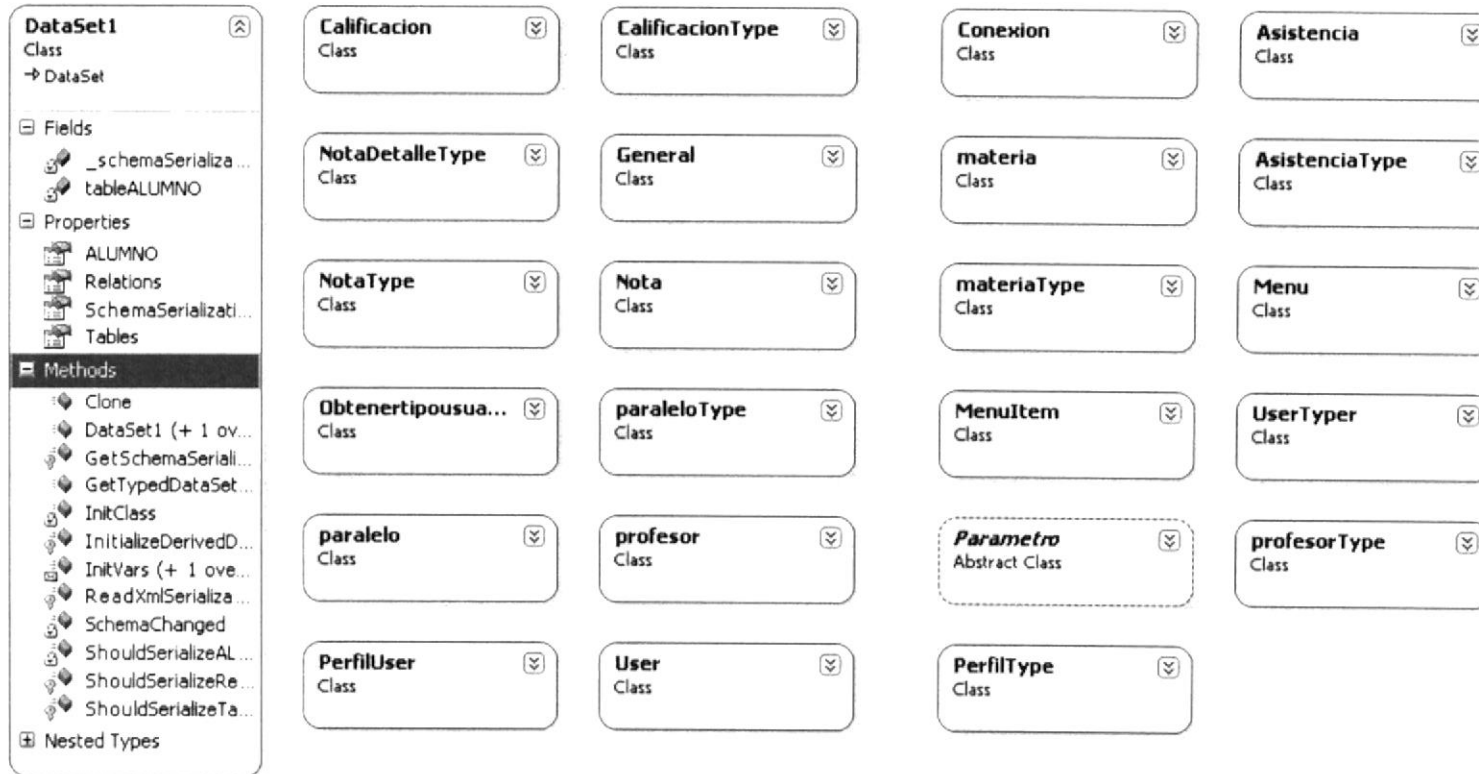 DataSet1
Class
DataSet
Fields
_schemaSerializa...
tableALUMNO
Properties
ALUMNO
Relations
SchemaSerializati...
Tables
Methods
Clone
DataSet1 (+ 1 ov...
GetSchemaSeriali...
GetTypedDataSet...
InitClass
InitializeDerivedD...
InitVars (+ 1 ove...
ReadXmlSerializa...
SchemaChanged
ShouldSerializeAL...
ShouldSerializeRe...
ShouldSerializeTa...
Nested Types
Calificacion
Class
CalificacionType
Class
Conexion
Class
Asistencia
Class
NotaDetalleType
Class
General
Class
materia
Class
AsistenciaType
Class
NotaType
Class
Nota
Class
materiaType
Class
Menu
Class
Obtenertipousua...
Class
paraleloType
Class
MenuItem
Class
UserTyper
Class
paralelo
Class
profesor
Class
Parametro
Abstract Class
profesorType
Class
PerfilUser
Class
User
Class
PerfilType
Class